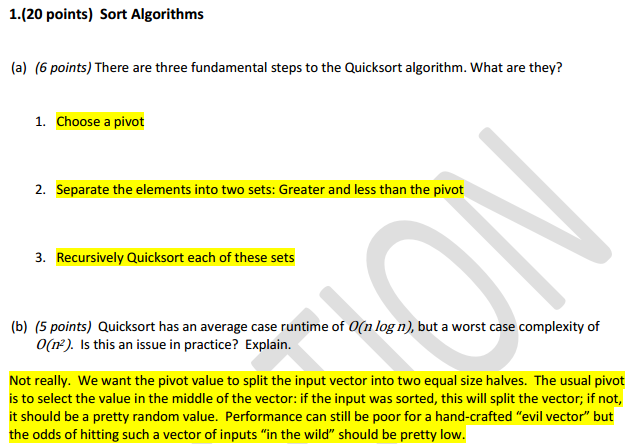 1.(20 points) Sort Algorithms
(a) (6 points) There are three fundamental steps to the Quicksort algorithm. What are they?
1. Choose a pivot
2. Separate the elements into two sets: Greater and less than the pivot
3. Recursively Quicksort each of these sets
(b) (5 points) Quicksort has an average case runtime of O(n log n), but a worst case complexity of
O(n²). Is this an issue in practice? Explain.
Not really. We want the pivot value to split the input vector into two equal size halves. The usual pivot
is to select the value in the middle of the vector: if the input was sorted, this will split the vector; if not,
it should be a pretty random value. Performance can still be poor for a hand-crafted “evil vector” but
the odds of hitting such a vector of inputs “in the wild” should be pretty low.
TION